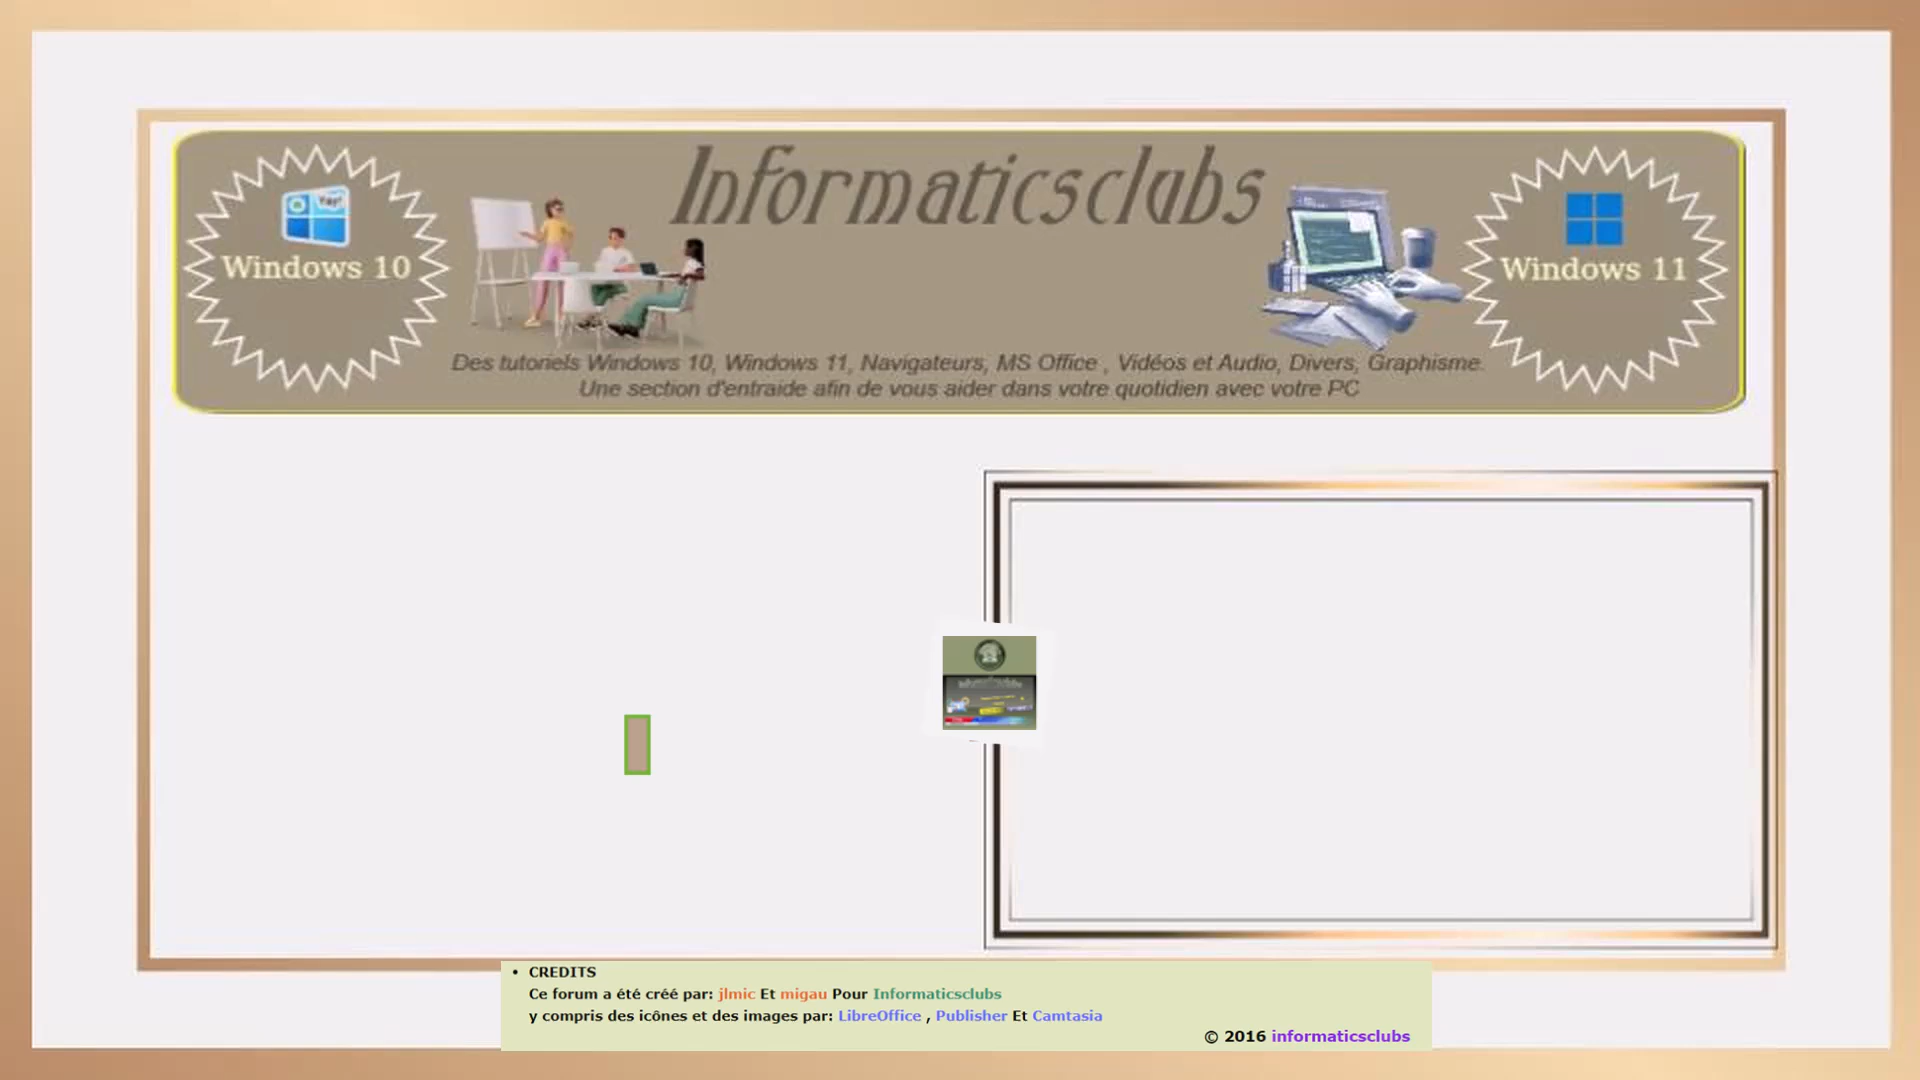 Informaticsclubs
Yay!
Windows 10
Windows 11
Des tutoriels Windows 10, Windows 11, Navigateurs, MS Office , Vidéos et Audio, Divers, Graphisme.
Une section d'entraide afin de vous aider dans votre quotidien avec votre PC
• CREDITS
Ce forum a été créé par: jlmic Et migau Pour Informaticsclubs
y compris des icônes et des images par: LibreOffice , Publisher Et Camtasia
© 2016 informaticsclubs